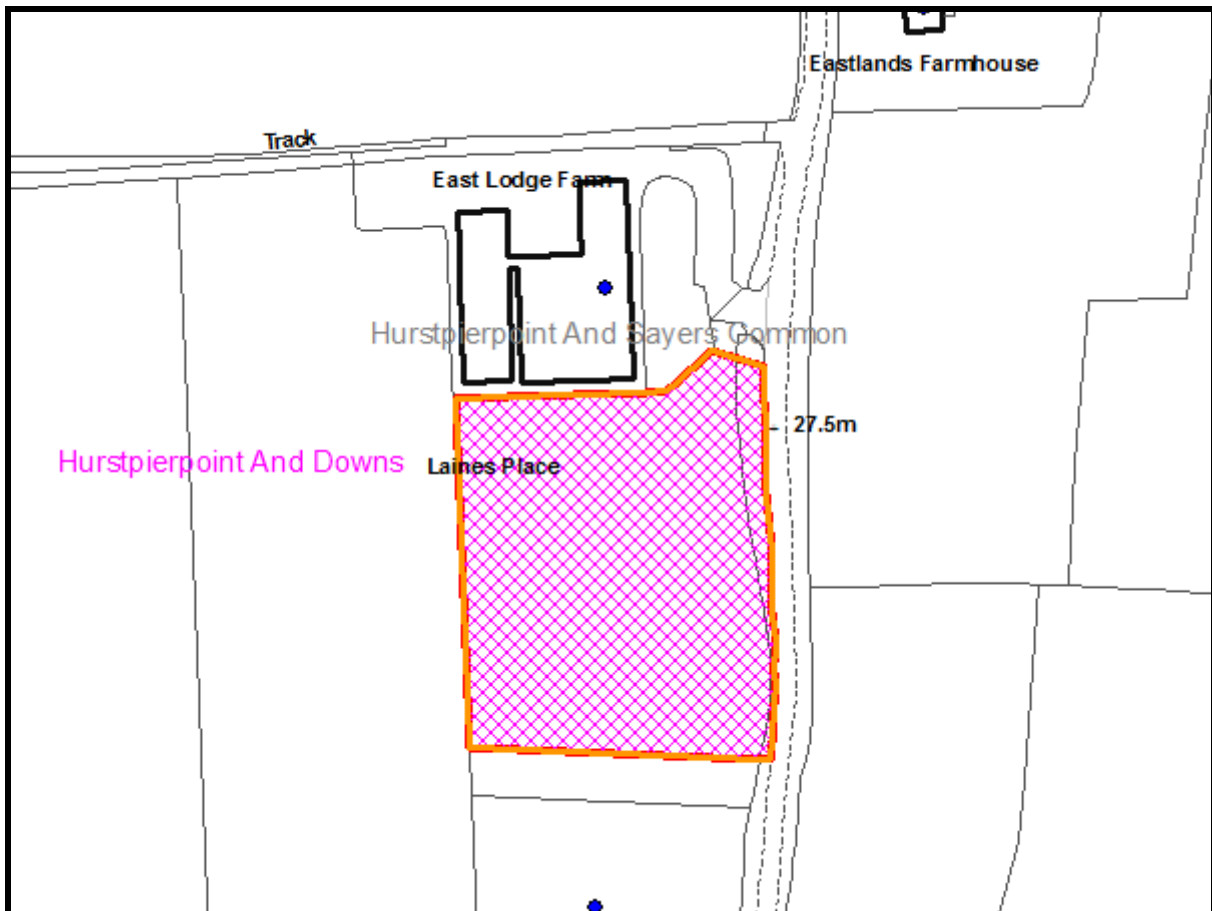 Eastlands Farmhouse
Track
East Lodge Farm
Hurstpierpoint And Sayers Common
27.5m
Hurstpierpoint And Downs
Laines Place